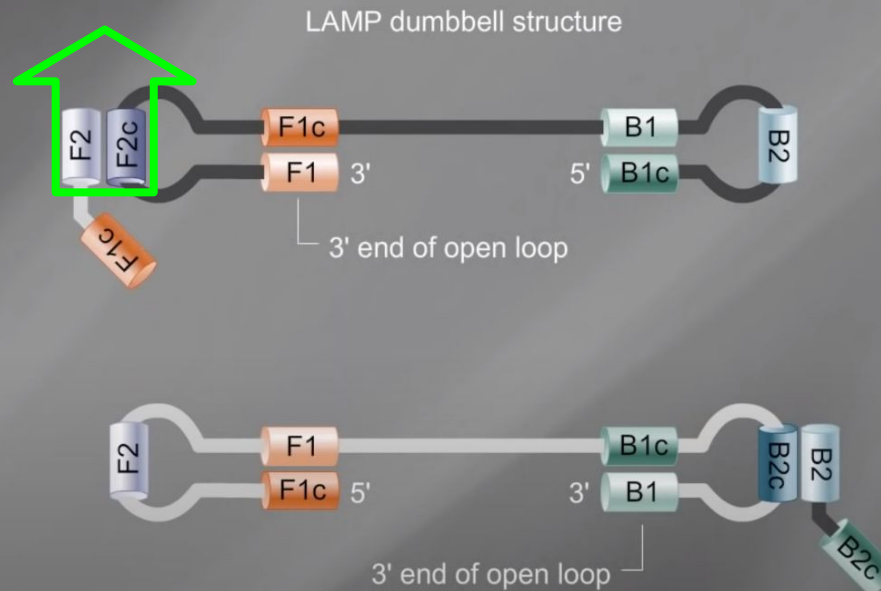 LAMP dumbbell structure
F2
F2c
F1c
B1
B2
F1
3'
5'
B1c
F1c
3' end of open loop
F2
F1
B1c
B2c
B2
F1c
5'
3'
B1
B2c
3' end of open loop